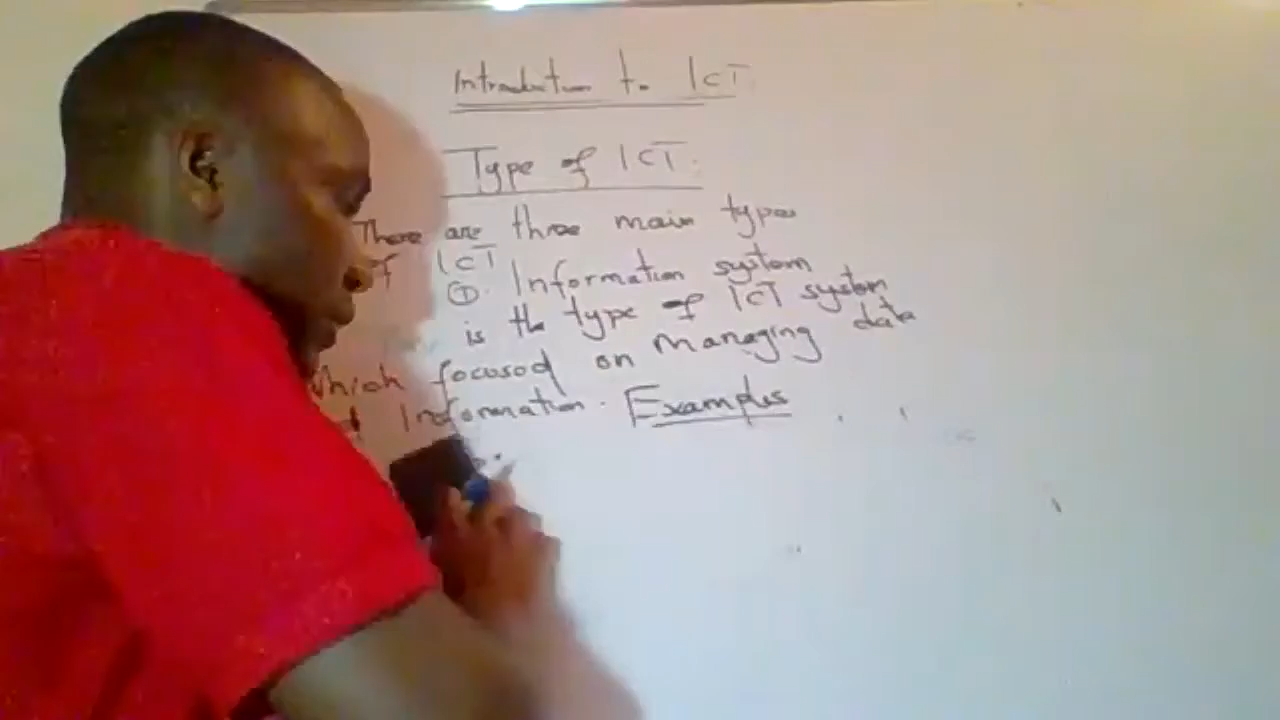 Introduction to ICT
Type of ICT.
There are three main types
of ICT
①. Information system
is the type of ICT system
which focused on managing data
Information. Examples